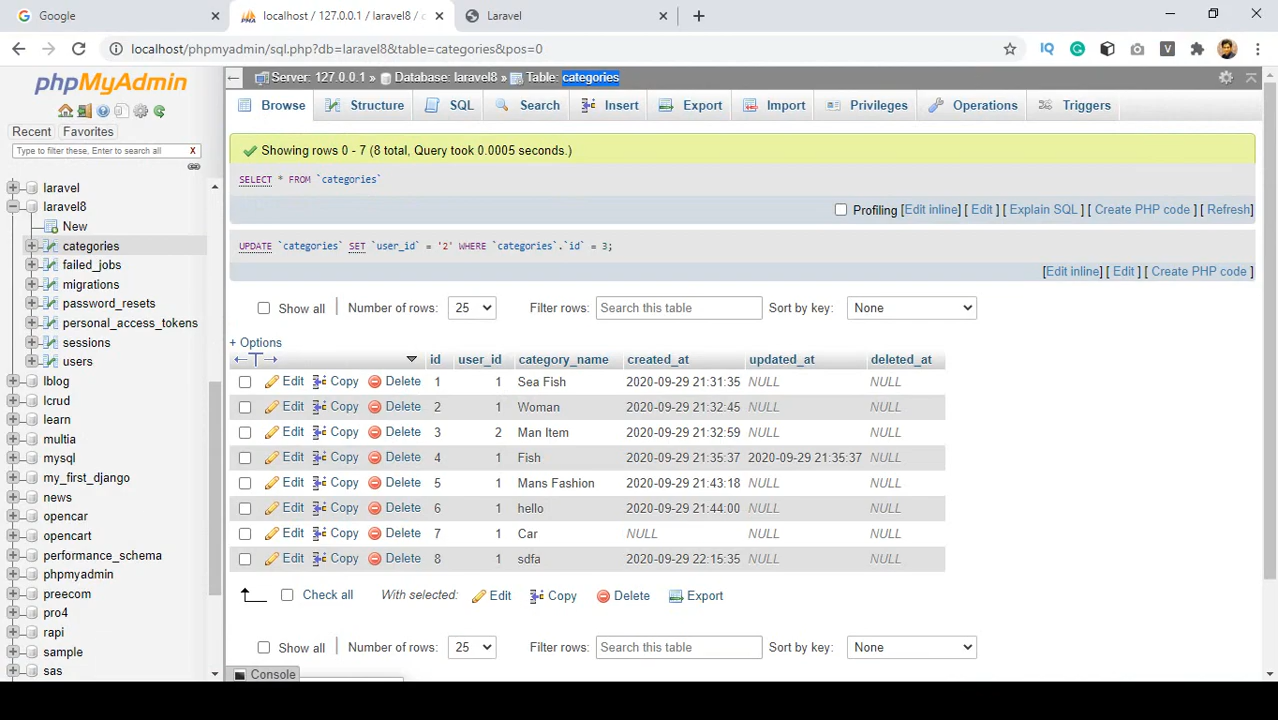 Google
localhost / 127.0.0.1 / laravel8 / c
Laravel
localhost/phpmyadmin/sql.php?db=laravel8&table=categories&pos=0
phpMyAdmin
Recent Favorites
Type to filter these, Enter to search all X
laravel
laravel8
New
categories
failed_jobs
migrations
password_resets
personal_access_tokens
sessions
users
lblog
lcrud
learn
multia
mysql
my_first_django
news
opencar
opencart
performance_schema
phpmyadmin
preecom
pro4
rapi
sample
sas
Server: 127.0.0.1 » Database: laravel8 » Table: categories
Browse Structure SQL Search Insert Export Import Privileges Operations Triggers
Showing rows 0 - 7 (8 total, Query took 0.0005 seconds.)
SELECT * FROM `categories`
Profiling [Edit inline] [ Edit ] [ Explain SQL ] [ Create PHP code ] [ Refresh]
UPDATE `categories` SET `user_id` = '2' WHERE `categories`.`id` = 3;
[Edit inline] [ Edit ] [ Create PHP code ]
Show all Number of rows: 25 Filter rows: Search this table Sort by key: None
+ Options
←T→ ▼ id user_id category_name created_at updated_at deleted_at
Edit Copy Delete 1 1 Sea Fish 2020-09-29 21:31:35 NULL NULL
Edit Copy Delete 2 1 Woman 2020-09-29 21:32:45 NULL NULL
Edit Copy Delete 3 2 Man Item 2020-09-29 21:32:59 NULL NULL
Edit Copy Delete 4 1 Fish 2020-09-29 21:35:37 2020-09-29 21:35:37 NULL
Edit Copy Delete 5 1 Mans Fashion 2020-09-29 21:43:18 NULL NULL
Edit Copy Delete 6 1 hello 2020-09-29 21:44:00 NULL NULL
Edit Copy Delete 7 1 Car NULL NULL NULL
Edit Copy Delete 8 1 sdfa 2020-09-29 22:15:35 NULL NULL
Check all With selected: Edit Copy Delete Export
Show all Number of rows: 25 Filter rows: Search this table Sort by key: None
Console